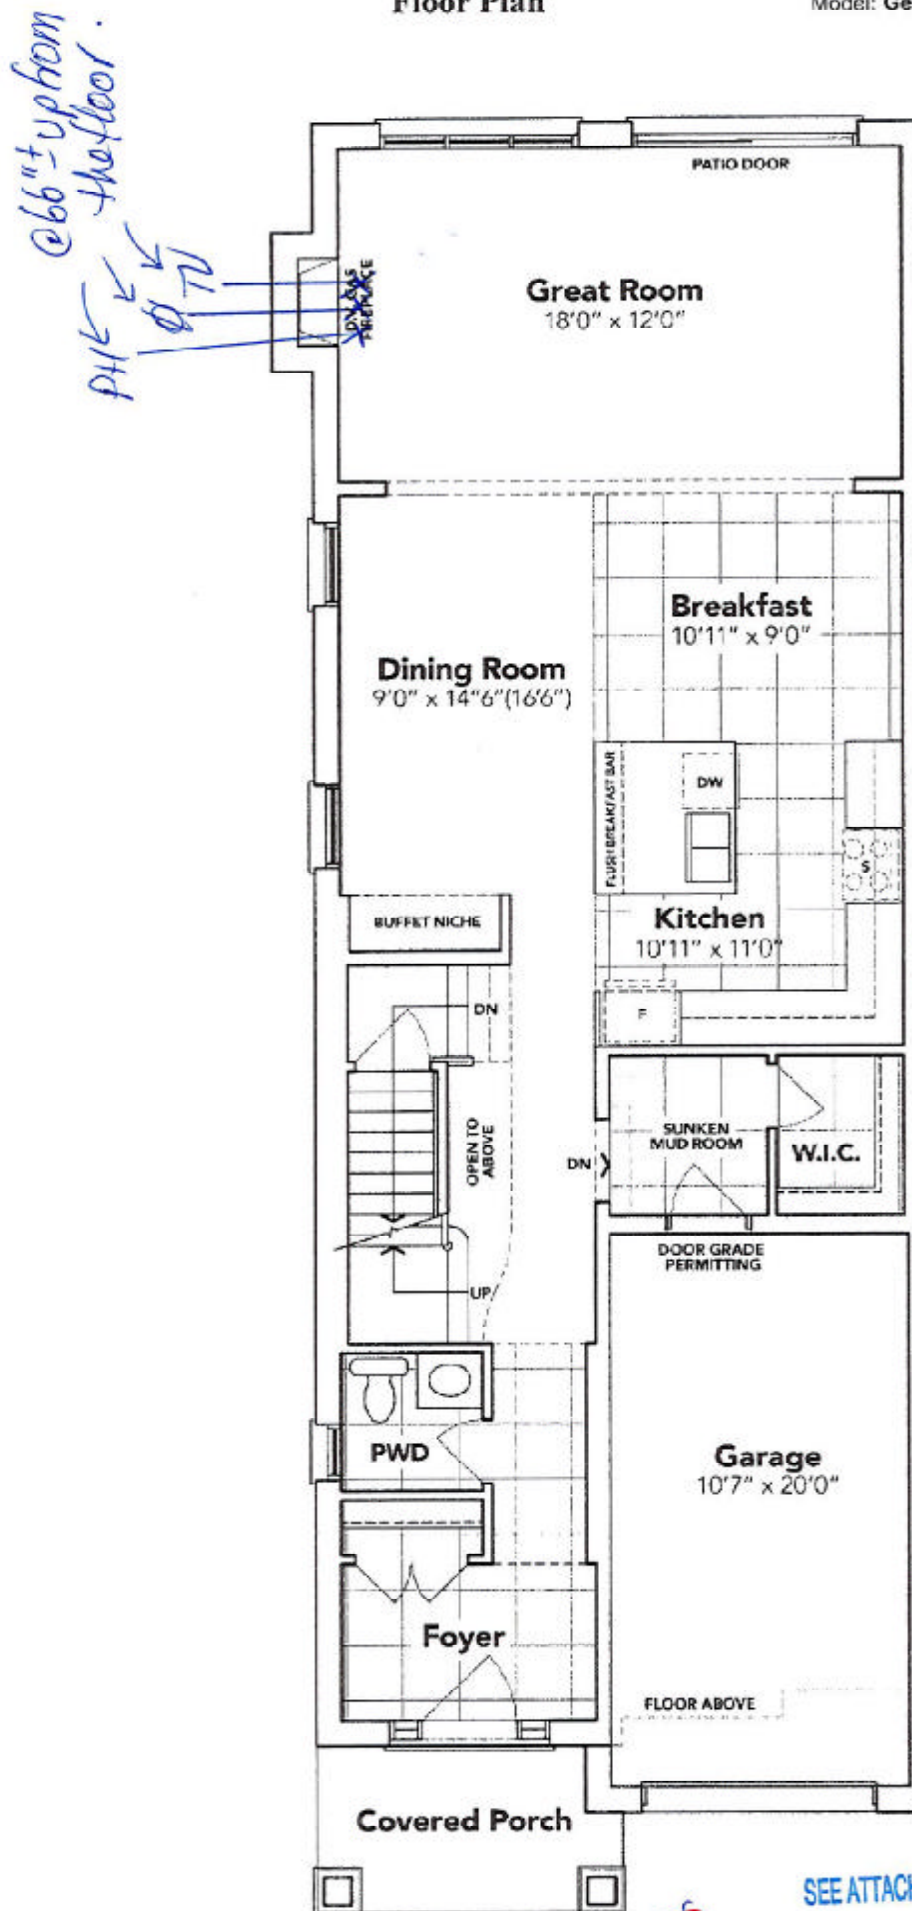 Floor Plan
Model: Ge
@66"± up from
the floor.
TV
PH
PATIO DOOR
DV GAS
FIREPLACE
Great Room
18'0" x 12'0"
Breakfast
10'11" x 9'0"
Dining Room
9'0" x 14'6"(16'6")
FLUSH BREAKFAST BAR
DW
S
BUFFET NICHE
Kitchen
10'11" x 11'0"
F
DN
OPEN TO
ABOVE
SUNKEN
MUD ROOM
W.I.C.
DN
DOOR GRADE
PERMITTING
UP
PWD
Garage
10'7" x 20'0"
Foyer
FLOOR ABOVE
Covered Porch
SEE ATTACH